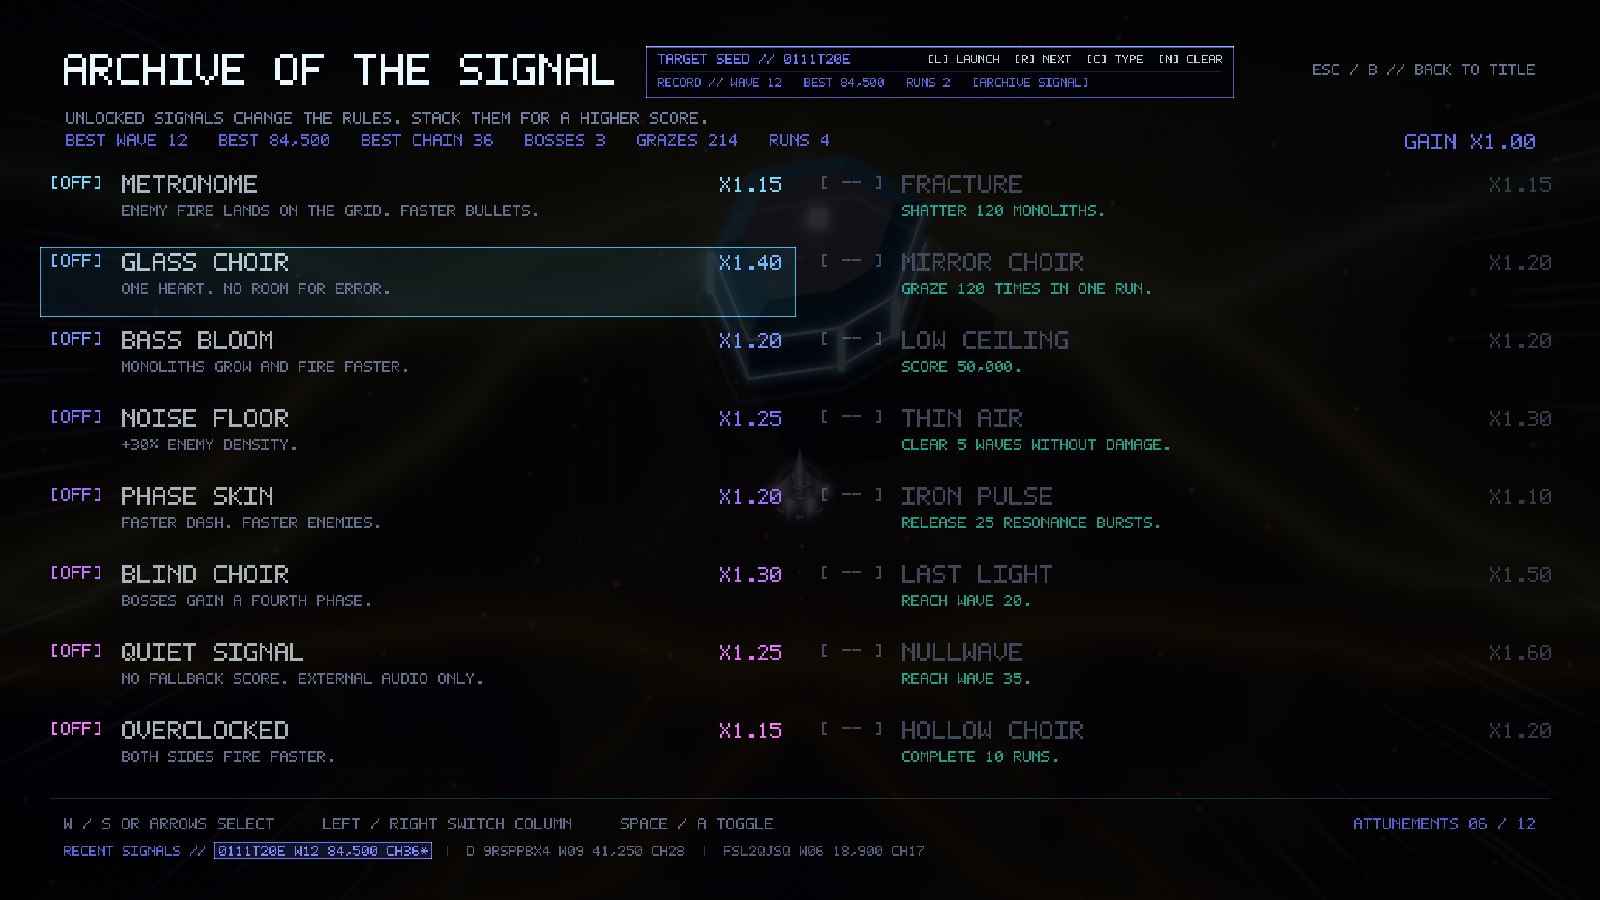 ARCHIVE OF THE SIGNAL
TARGET SEED // 0111T20E [L] LAUNCH [R] NEXT [C] TYPE [N] CLEAR
RECORD // WAVE 12 BEST 84,500 RUNS 2 [ARCHIVE SIGNAL]
ESC / B // BACK TO TITLE
UNLOCKED SIGNALS CHANGE THE RULES. STACK THEM FOR A HIGHER SCORE.
BEST WAVE 12 BEST 84,500 BEST CHAIN 36 BOSSES 3 GRAZES 214 RUNS 4
GAIN X1.00
[OFF] METRONOME X1.15
ENEMY FIRE LANDS ON THE GRID. FASTER BULLETS.
[OFF] GLASS CHOIR X1.40
ONE HEART. NO ROOM FOR ERROR.
[OFF] BASS BLOOM X1.20
MONOLITHS GROW AND FIRE FASTER.
[OFF] NOISE FLOOR X1.25
+30% ENEMY DENSITY.
[OFF] PHASE SKIN X1.20
FASTER DASH. FASTER ENEMIES.
[OFF] BLIND CHOIR X1.30
BOSSES GAIN A FOURTH PHASE.
[OFF] QUIET SIGNAL X1.25
NO FALLBACK SCORE. EXTERNAL AUDIO ONLY.
[OFF] OVERCLOCKED X1.15
BOTH SIDES FIRE FASTER.
[ -- ] FRACTURE X1.15
SHATTER 120 MONOLITHS.
[ -- ] MIRROR CHOIR X1.20
GRAZE 120 TIMES IN ONE RUN.
[ -- ] LOW CEILING X1.20
SCORE 50,000.
[ -- ] THIN AIR X1.30
CLEAR 5 WAVES WITHOUT DAMAGE.
[ -- ] IRON PULSE X1.10
RELEASE 25 RESONANCE BURSTS.
[ -- ] LAST LIGHT X1.50
REACH WAVE 20.
[ -- ] NULLWAVE X1.60
REACH WAVE 35.
[ -- ] HOLLOW CHOIR X1.20
COMPLETE 10 RUNS.
W / S OR ARROWS SELECT LEFT / RIGHT SWITCH COLUMN SPACE / A TOGGLE
ATTUNEMENTS 06 / 12
RECENT SIGNALS // 0111T20E W12 84,500 CH36* | D 9RSPPBX4 W09 41,250 CH28 | FSL2QJSQ W06 18,900 CH17